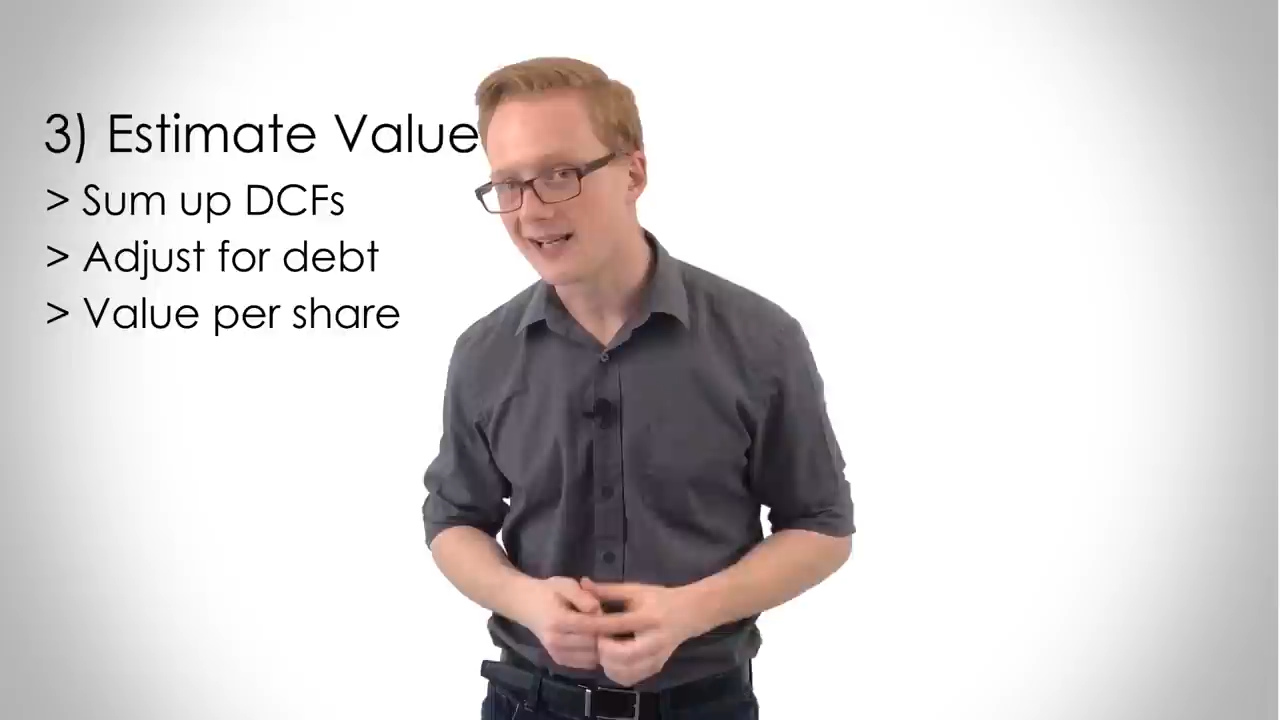 3) Estimate Value
> Sum up DCFs
> Adjust for debt
> Value per share